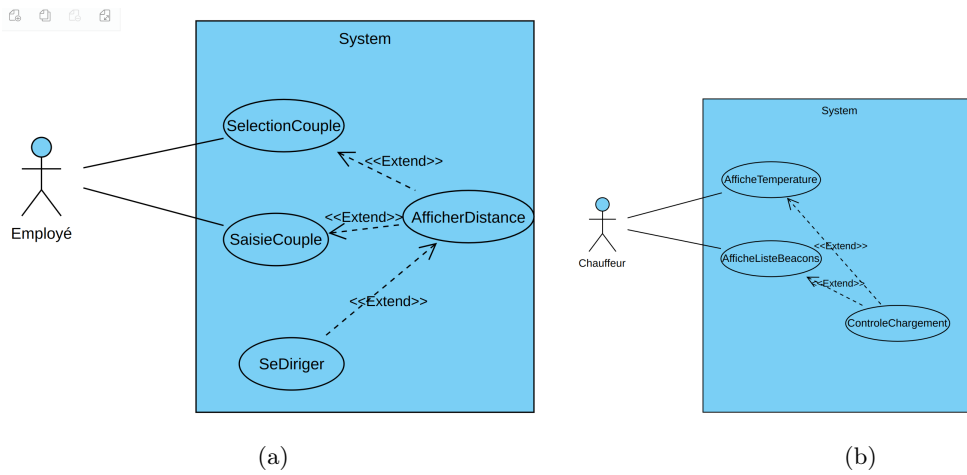 System
SelectionCouple
<<Extend>>
<<Extend>>
AfficherDistance
Employé
SaisieCouple
<<Extend>>
SeDiriger
(a)
System
AfficheTemperature
<<Extend>>
Chauffeur
AfficheListeBeacons
<<Extend>>
ControleChargement
(b)